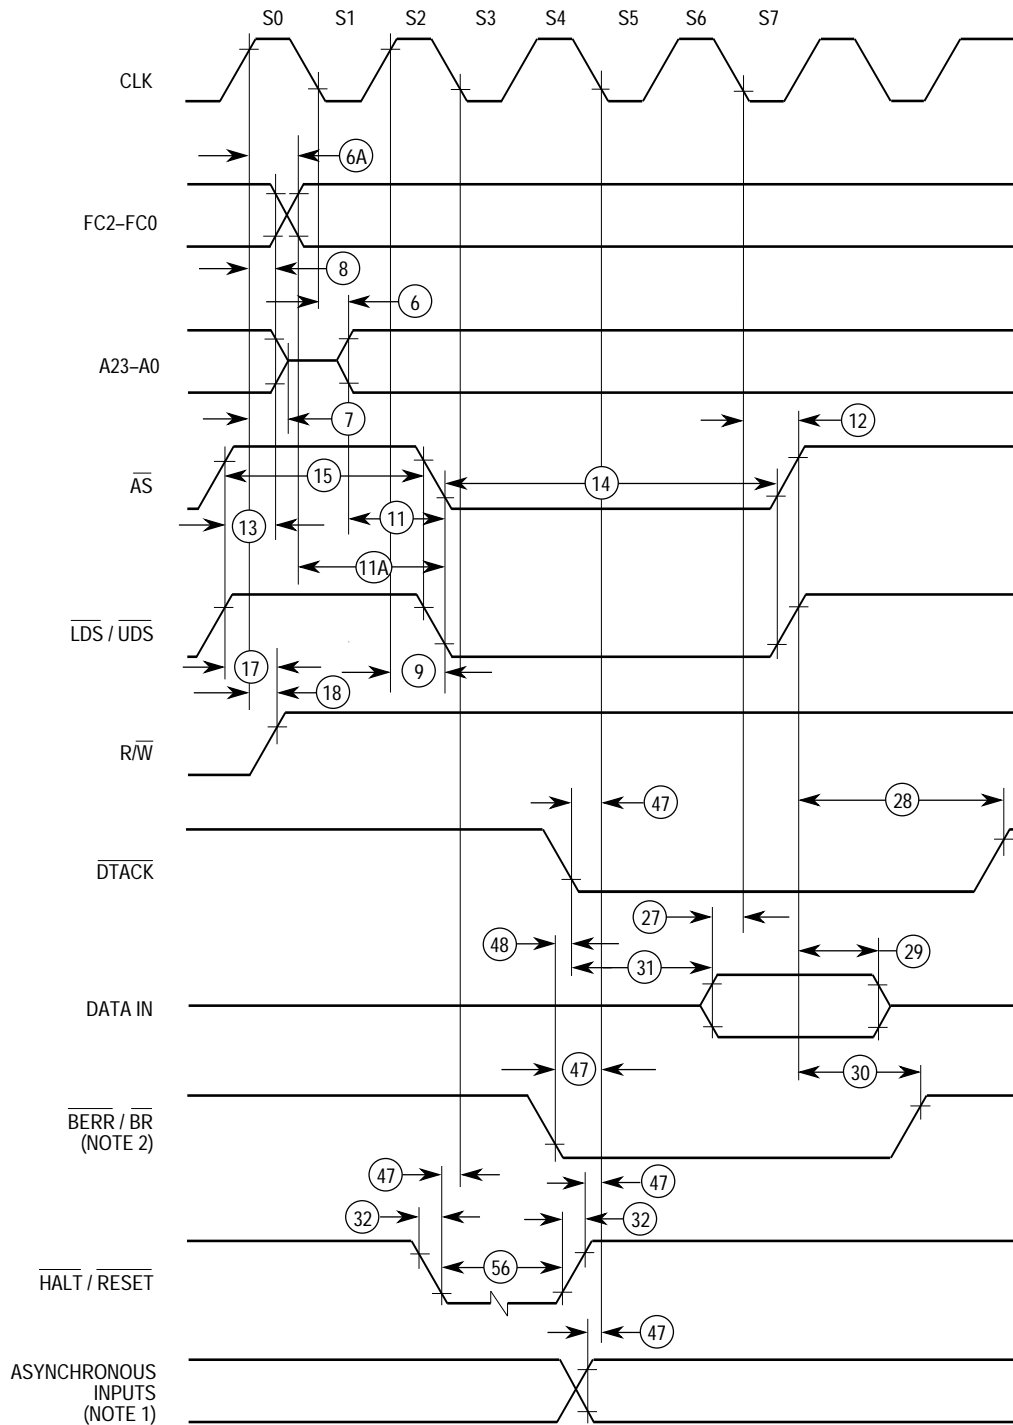 S0 S1 S2 S3 S4 S5 S6 S7
CLK
6A
FC2–FC0
8
6
A23–A0
7
12
AS
15
14
13
11
11A
LDS / UDS
17
9
18
R/W
47
28
DTACK
27
48
31
29
DATA IN
47
30
BERR / BR
(NOTE 2)
47
47
32
32
HALT / RESET
56
47
ASYNCHRONOUS
INPUTS
(NOTE 1)